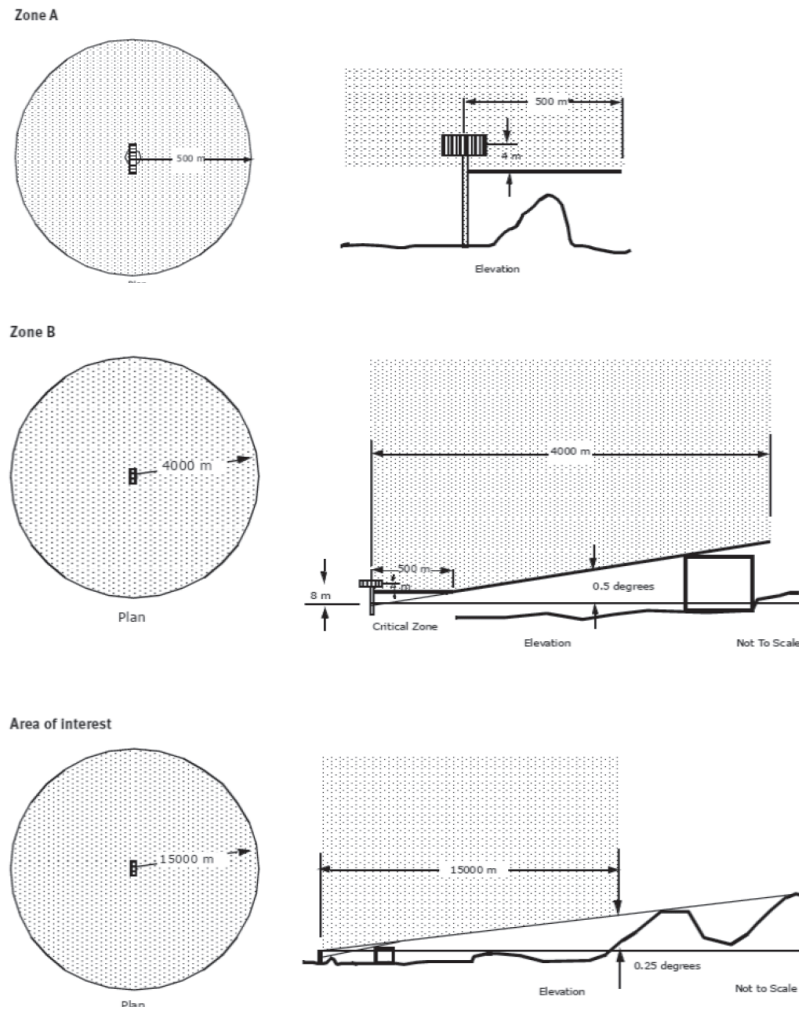 Zone A
500 m
500 m
4 m
Elevation
Zone B
4000 m
Plan
4000 m
500 m
8 m
0.5 degrees
Critical Zone
Elevation
Not To Scale
Area of interest
15000 m
Plan
15000 m
0.25 degrees
Elevation
Not to Scale